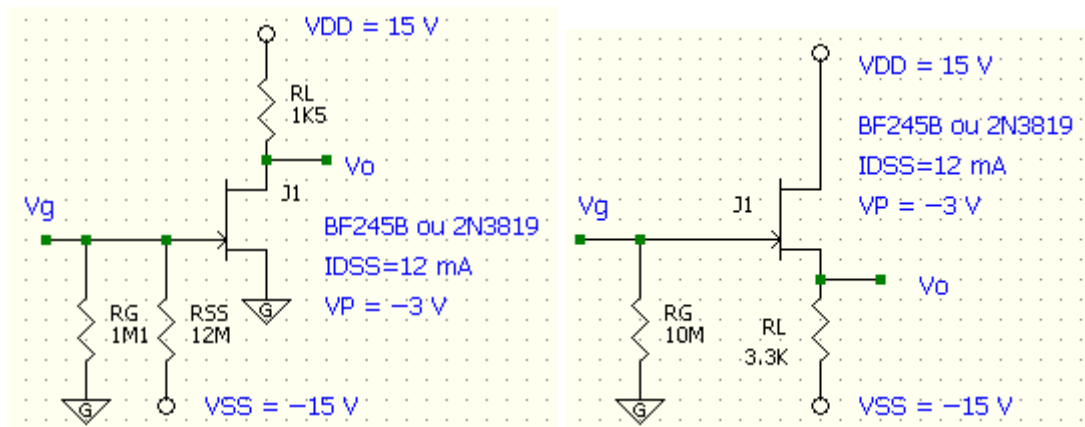 VDD = 15 V
RL
1K5
Vo
J1
Vg
BF245B ou 2N3819
IDSS=12 mA
VP = −3 V
RG
1M1
RSS
12M
G
G
VSS = −15 V
VDD = 15 V
BF245B ou 2N3819
IDSS=12 mA
VP = −3 V
J1
Vg
Vo
RG
10M
RL
3.3K
G
VSS = −15 V